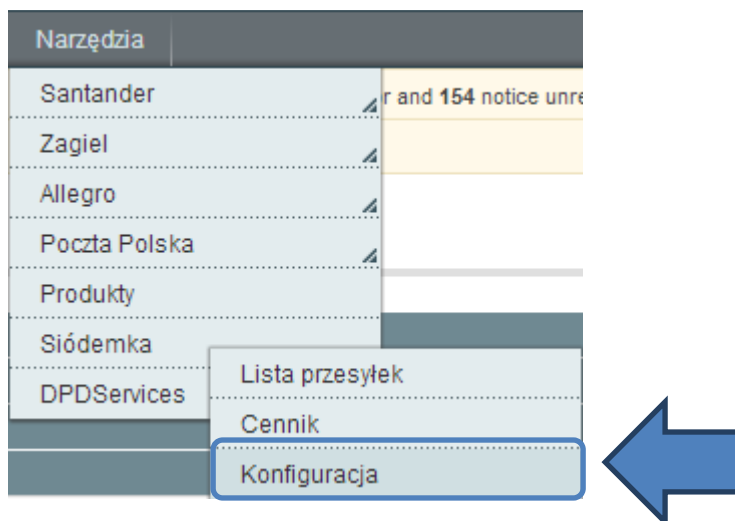 Narzędzia
Santander
r and 154 notice unre
Zagiel
Allegro
Poczta Polska
Produkty
Siódemka
DPDServices
Lista przesyłek
Cennik
Konfiguracja